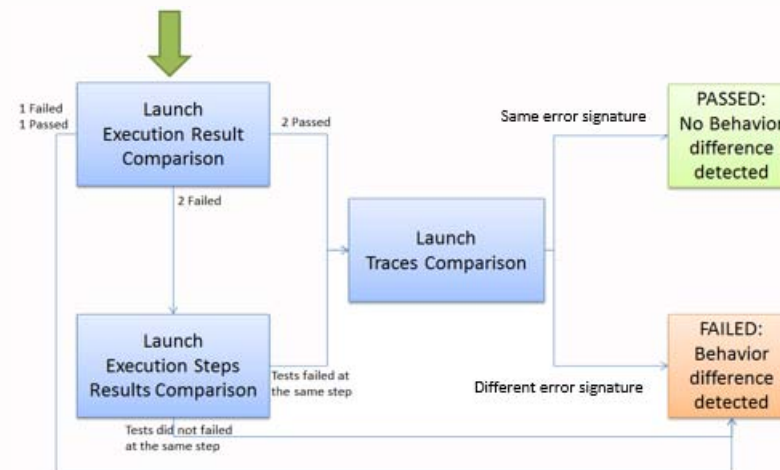 1 Failed
1 Passed
Launch
Execution Result
Comparison
2 Passed
Same error signature
PASSED:
No Behavior
difference
detected
2 Failed
Launch
Traces Comparison
Launch
Execution Steps
Results Comparison
Tests failed at
the same step
Different error signature
FAILED:
Behavior
difference
detected
Tests did not failed
at the same step